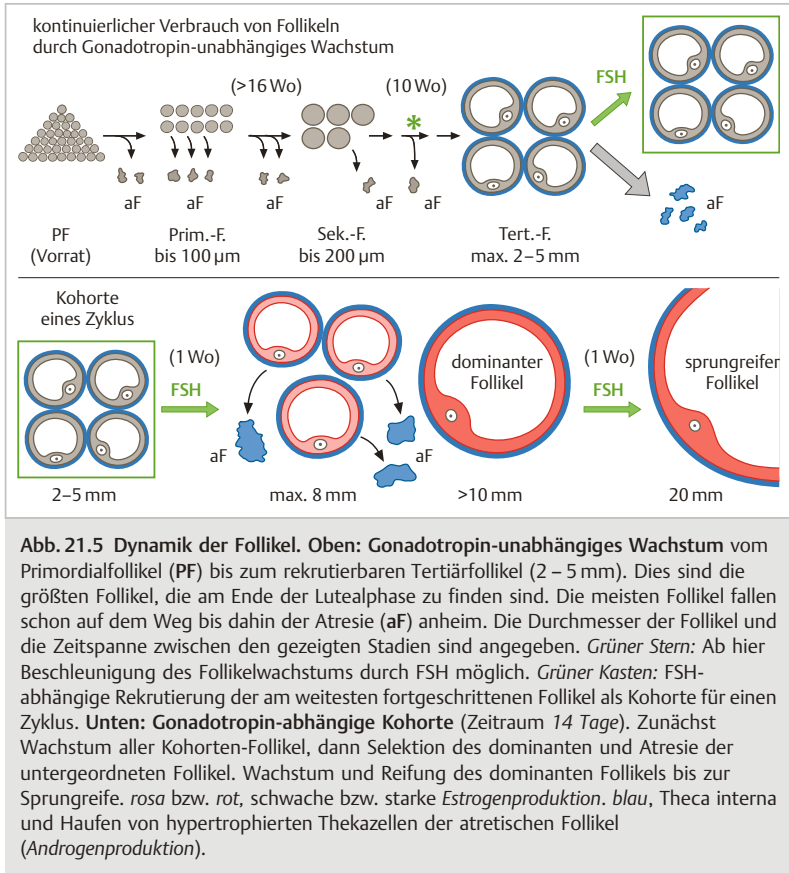 kontinuierlicher Verbrauch von Follikeln
durch Gonadotropin-unabhängiges Wachstum
(>16 Wo)
(10 Wo)
*
FSH
aF
aF
aF
aF
aF
aF
PF
(Vorrat)
Prim.-F.
bis 100 µm
Sek.-F.
bis 200 µm
Tert.-F.
max. 2–5 mm
Kohorte
eines Zyklus
(1 Wo)
FSH
aF
aF
dominanter
Follikel
(1 Wo)
FSH
sprungreifer
Follikel
2–5 mm
max. 8 mm
>10 mm
20 mm
Abb. 21.5 Dynamik der Follikel. Oben: Gonadotropin-unabhängiges Wachstum vom
Primordialfollikel (PF) bis zum rekrutierbaren Tertiärfollikel (2 – 5 mm). Dies sind die
größten Follikel, die am Ende der Lutealphase zu finden sind. Die meisten Follikel fallen
schon auf dem Weg bis dahin der Atresie (aF) anheim. Die Durchmesser der Follikel und
die Zeitspanne zwischen den gezeigten Stadien sind angegeben. Grüner Stern: Ab hier
Beschleunigung des Follikelwachstums durch FSH möglich. Grüner Kasten: FSH-
abhängige Rekrutierung der am weitesten fortgeschrittenen Follikel als Kohorte für einen
Zyklus. Unten: Gonadotropin-abhängige Kohorte (Zeitraum 14 Tage). Zunächst
Wachstum aller Kohorten-Follikel, dann Selektion des dominanten und Atresie der
untergeordneten Follikel. Wachstum und Reifung des dominanten Follikels bis zur
Sprungreife. rosa bzw. rot, schwache bzw. starke Estrogenproduktion. blau, Theca interna
und Haufen von hypertrophierten Thekazellen der atretischen Follikel
(Androgenproduktion).